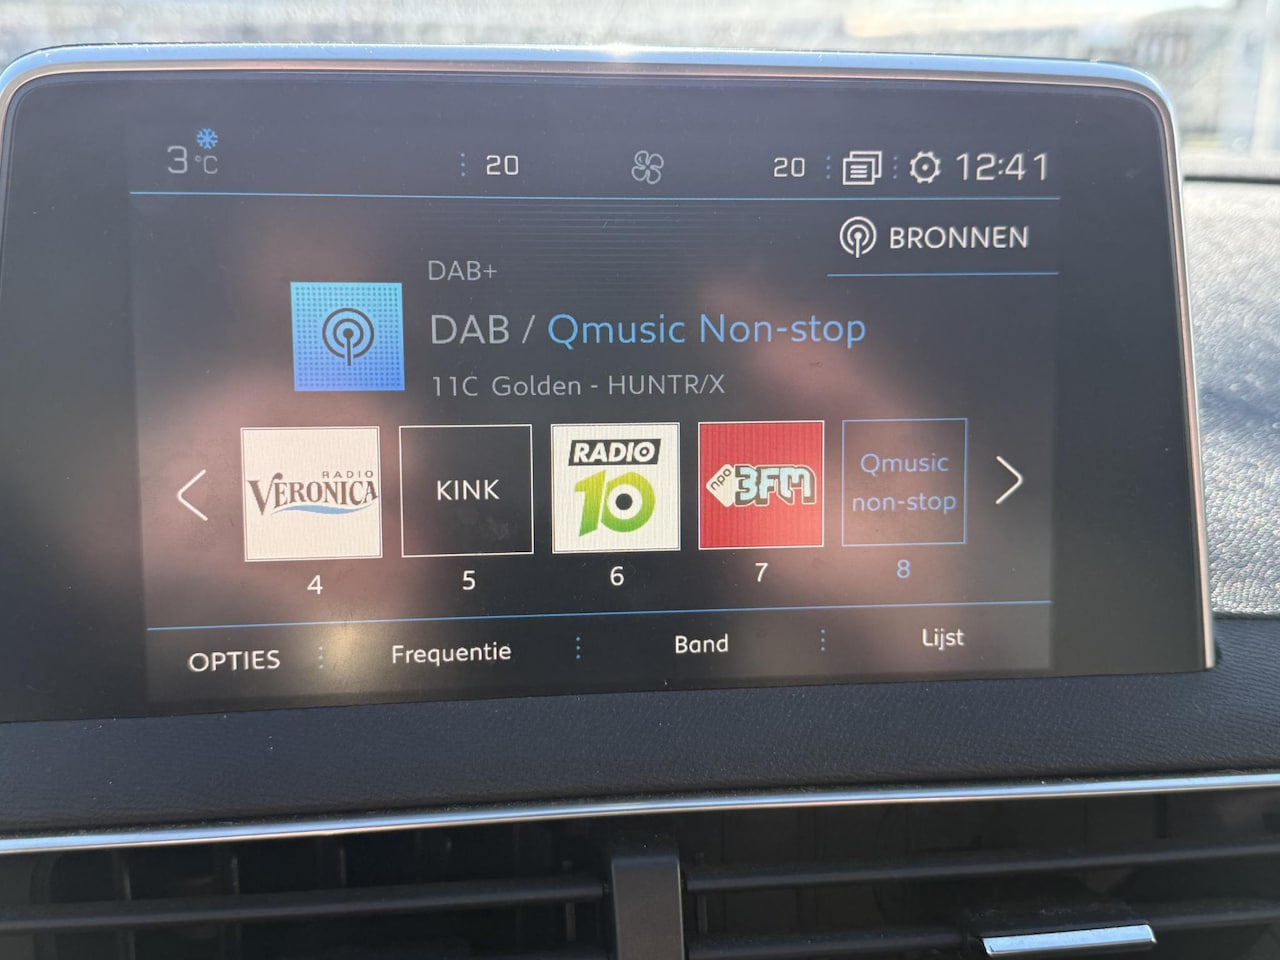 3°C
20
20
12:41
BRONNEN
DAB+
DAB / Qmusic Non-stop
11C Golden - HUNTR/X
RADIO
VERONICA
KINK
RADIO
10
npo 3FM
Qmusic
non-stop
4
5
6
7
8
OPTIES
Frequentie
Band
Lijst